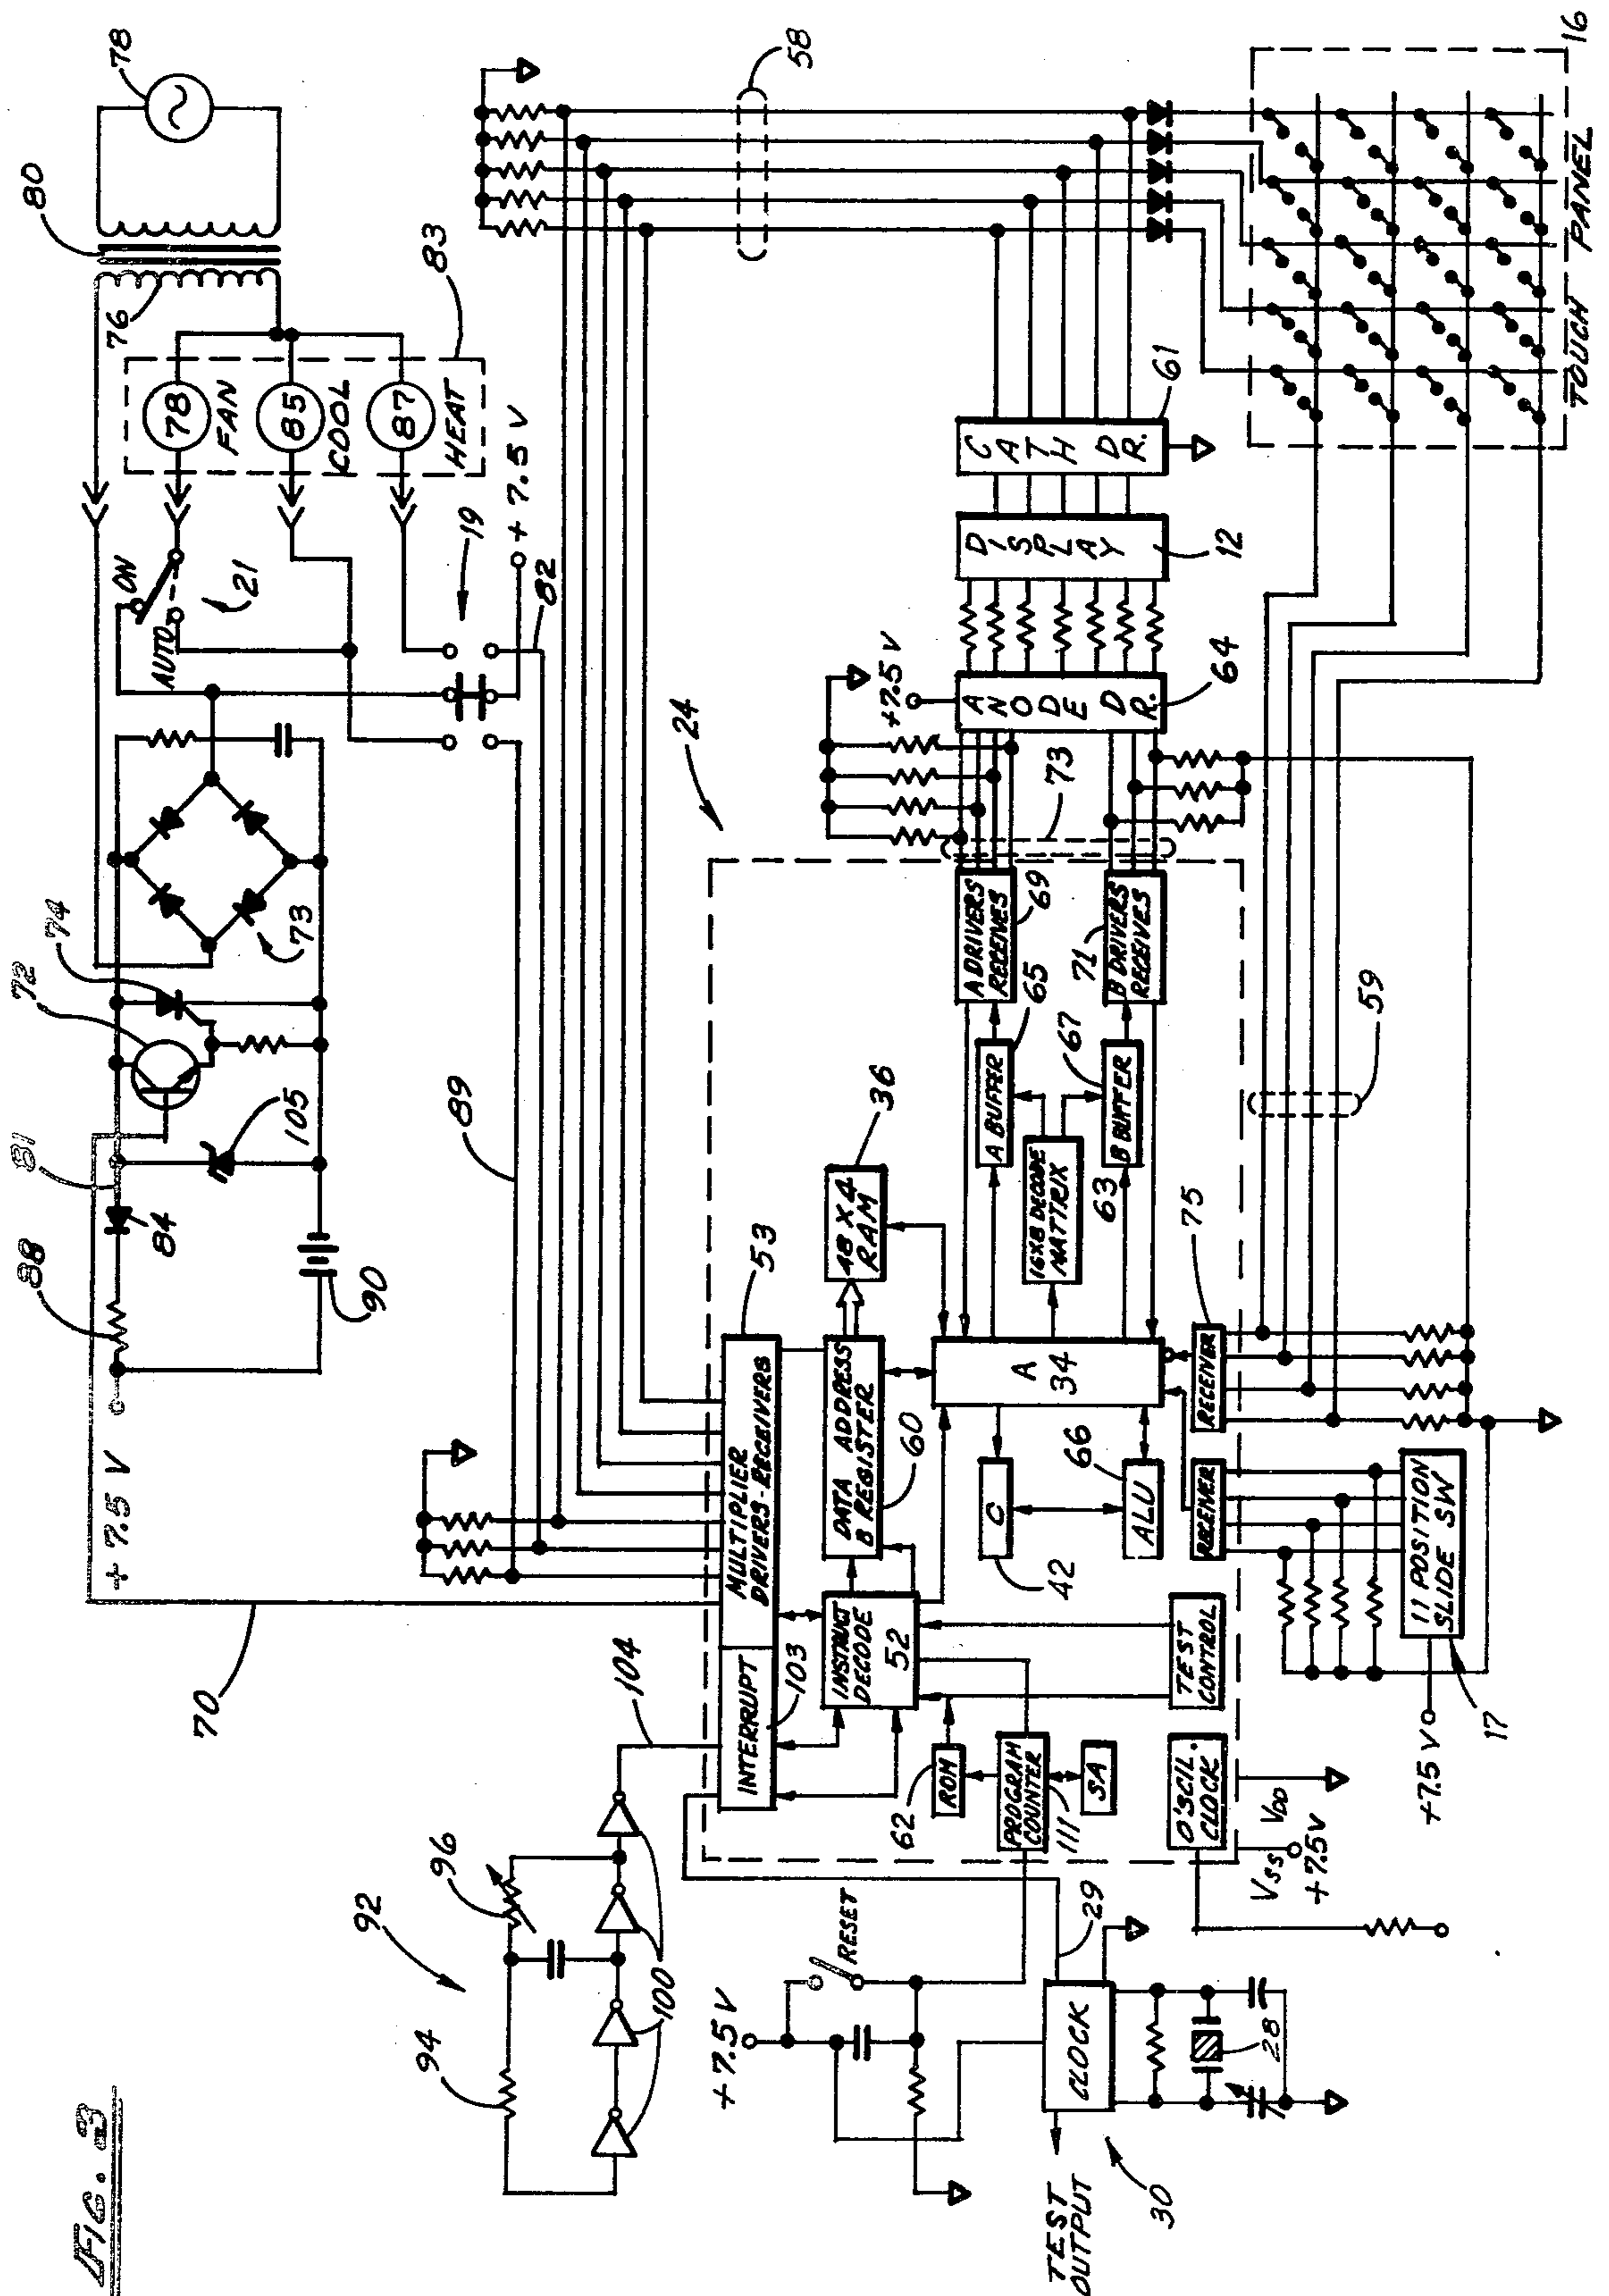 FIG. 3
78
80
76
83
78
FAN
85
COOL
87
HEAT
ON
AUTO
21
19
+7.5 V
82
58
16
TOUCH PANEL
73
74
72
81
105
84
88
90
+7.5 V
89
70
104
24
92
94
96
100
+7.5 V
RESET
29
CLOCK
28
30
TEST OUTPUT
MULTIPLIER
DRIVERS-RECEIVERS
53
INTERRUPT
103
INSTRUCT
DECODE
52
DATA ADDRESS
B REGISTER
60
48 X 4
RAM
36
ROM
62
PROGRAM
COUNTER
111
SA
A
34
C
42
ALU
66
16X8 DECODE
MATTRIX
63
A BUFFER
65
B BUFFER
67
A DRIVERS
RECEIVES
69
B DRIVERS
RECEIVES
71
73
+7.5 V
ANODE DR.
64
DISPLAY
12
CATH DR.
61
59
RECEIVER
75
RECEIVER
TEST
CONTROL
O'SCIL.
CLOCK
VDD
VSS
+7.5V
11 POSITION
SLIDE SW
17
+7.5V